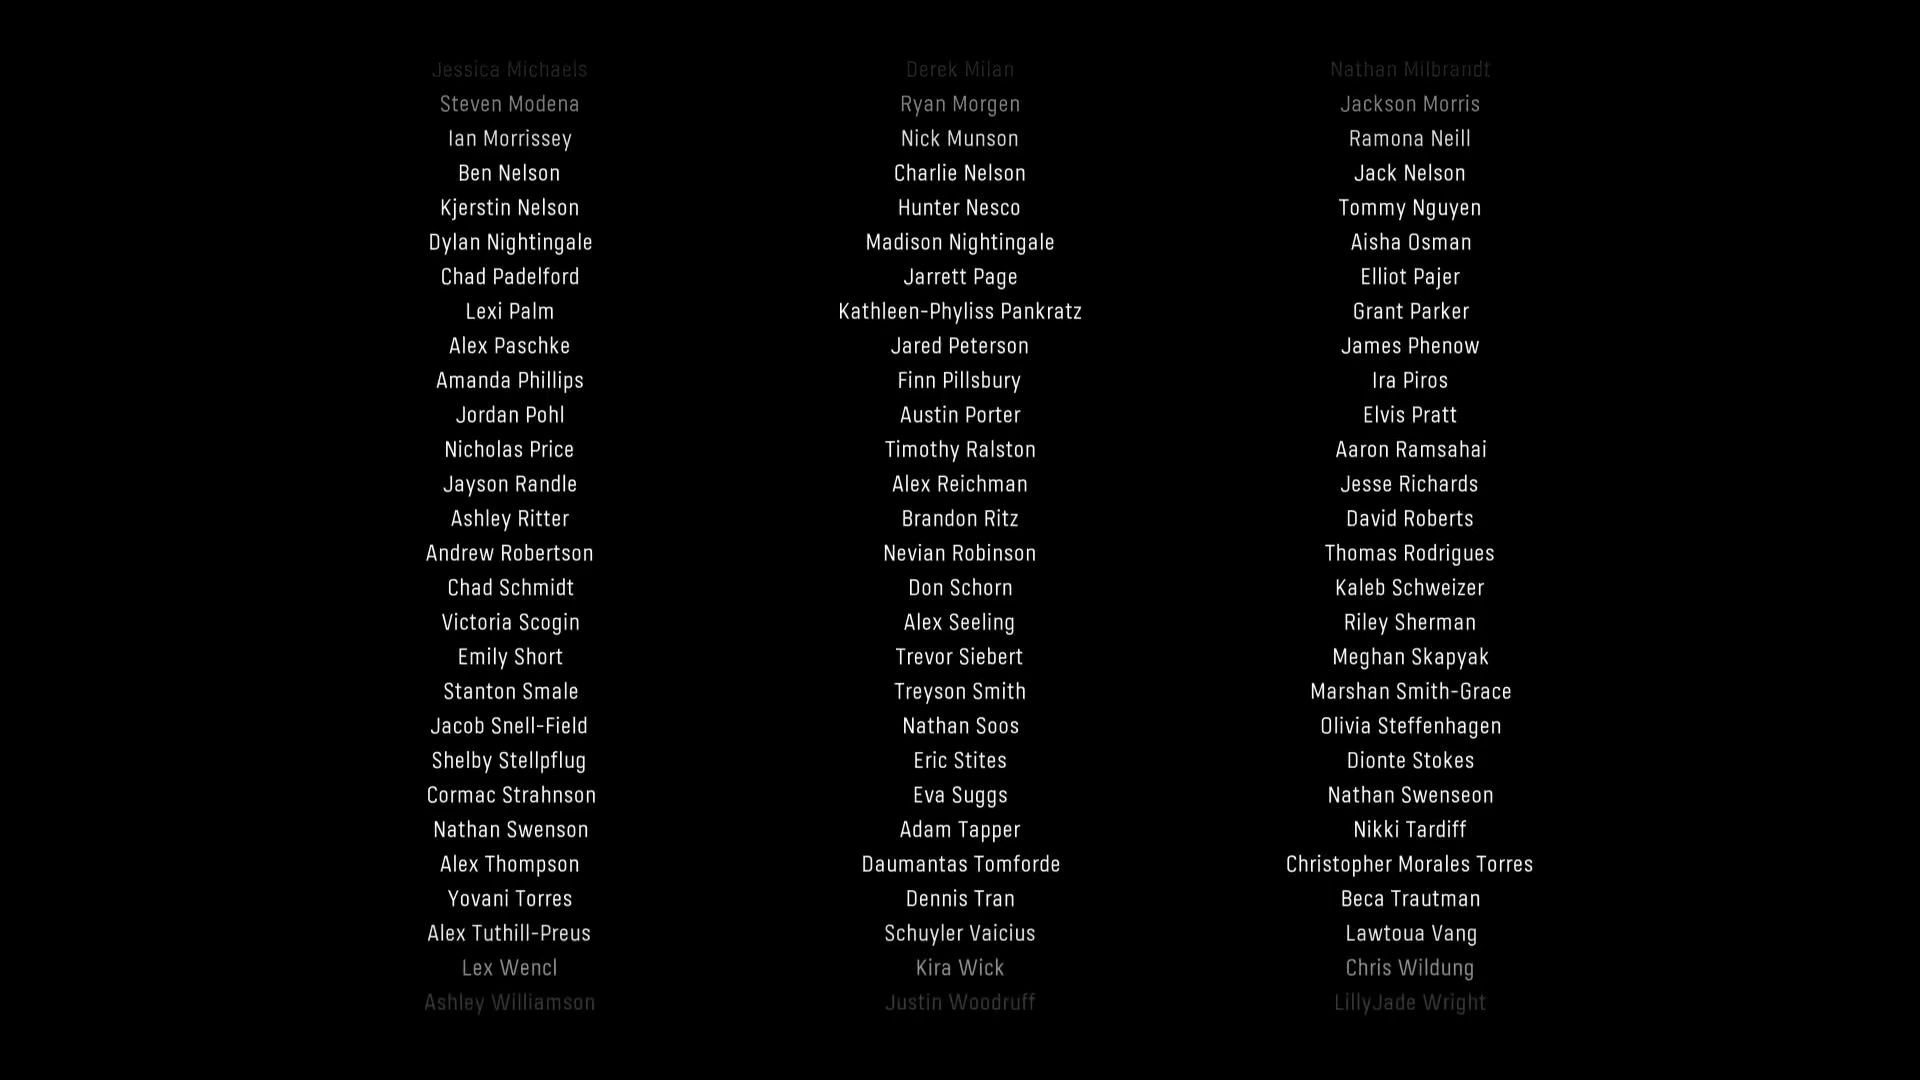 Jessica Michaels Derek Milan Nathan Milbrandt
Steven Modena Ryan Morgen Jackson Morris
Ian Morrissey Nick Munson Ramona Neill
Ben Nelson Charlie Nelson Jack Nelson
Kjerstin Nelson Hunter Nesco Tommy Nguyen
Dylan Nightingale Madison Nightingale Aisha Osman
Chad Padelford Jarrett Page Elliot Pajer
Lexi Palm Kathleen-Phyliss Pankratz Grant Parker
Alex Paschke Jared Peterson James Phenow
Amanda Phillips Finn Pillsbury Ira Piros
Jordan Pohl Austin Porter Elvis Pratt
Nicholas Price Timothy Ralston Aaron Ramsahai
Jayson Randle Alex Reichman Jesse Richards
Ashley Ritter Brandon Ritz David Roberts
Andrew Robertson Nevian Robinson Thomas Rodrigues
Chad Schmidt Don Schorn Kaleb Schweizer
Victoria Scogin Alex Seeling Riley Sherman
Emily Short Trevor Siebert Meghan Skapyak
Stanton Smale Treyson Smith Marshan Smith-Grace
Jacob Snell-Field Nathan Soos Olivia Steffenhagen
Shelby Stellpflug Eric Stites Dionte Stokes
Cormac Strahnson Eva Suggs Nathan Swenseon
Nathan Swenson Adam Tapper Nikki Tardiff
Alex Thompson Daumantas Tomforde Christopher Morales Torres
Yovani Torres Dennis Tran Beca Trautman
Alex Tuthill-Preus Schuyler Vaicius Lawtoua Vang
Lex Wencl Kira Wick Chris Wildung
Ashley Williamson Justin Woodruff LillyJade Wright